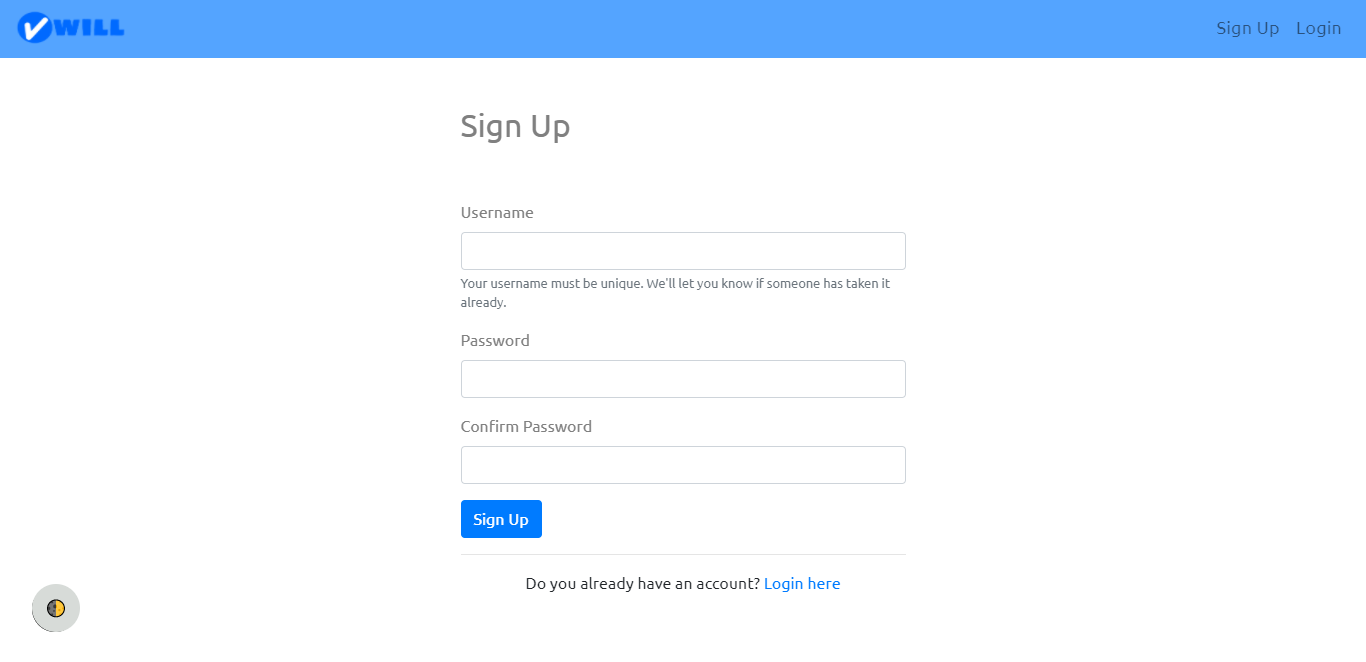 WILL
Sign Up
Login
Sign Up
Username
Your username must be unique. We'll let you know if someone has taken it
already.
Password
Confirm Password
Sign Up
Do you already have an account? Login here